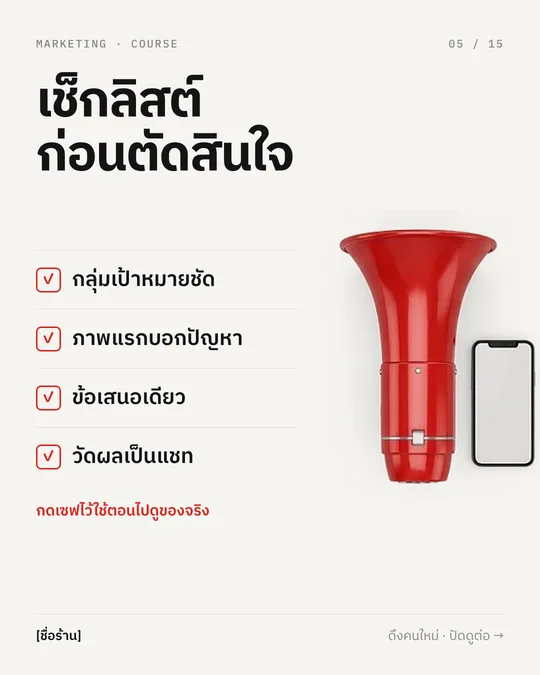 MARKETING · COURSE
05 / 15
เช็กลิสต์
ก่อนตัดสินใจ
กลุ่มเป้าหมายชัด
ภาพแรกบอกปัญหา
ข้อเสนอเดียว
วัดผลเป็นแชท
กดเซฟไว้ใช้ตอนไปดูของจริง
[ชื่อร้าน]
ดึงคนใหม่ · ปัดดูต่อ →